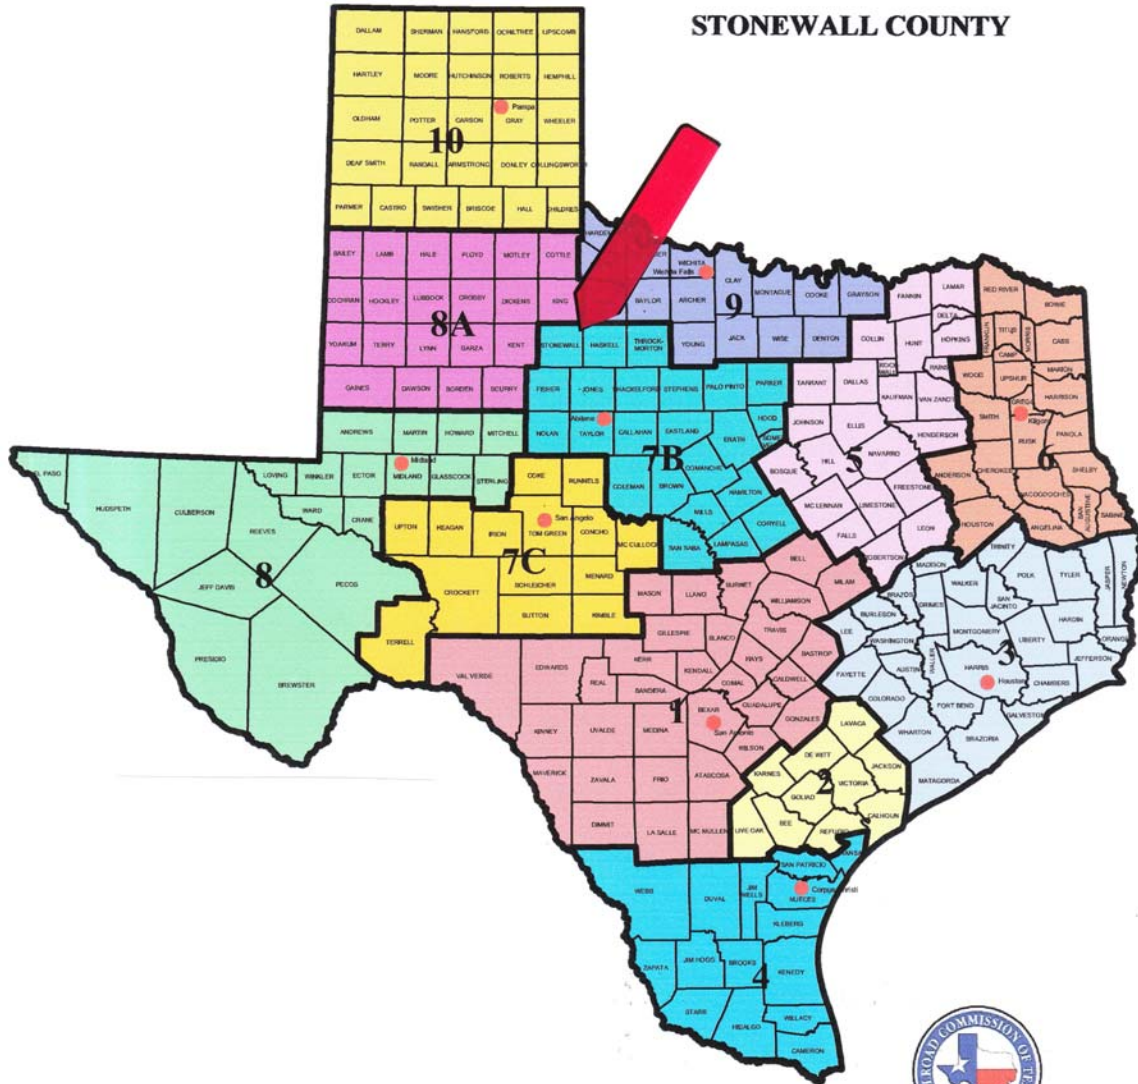 STONEWALL COUNTY
DALLAM SHERMAN HANSFORD OCHILTREE LIPSCOMB
HARTLEY MOORE HUTCHINSON ROBERTS HEMPHILL
Pampa
OLDHAM POTTER CARSON GRAY WHEELER
10
DEAF SMITH RANDALL ARMSTRONG DONLEY
PARMER CASTRO SWISHER BRISCOE HALL
BAILEY LAMB HALE FLOYD MOTLEY COTTLE
WICHITA
Wichita Falls
CLAY
COCHRAN HOCKLEY LUBBOCK CROSBY DICKENS KING
BAYLOR ARCHER MONTAGUE COOKE GRAYSON FANNIN LAMAR RED RIVER BOWIE
8A
9
DELTA
YOAKUM TERRY LYNN GARZA KENT STONEWALL HASKELL THROCK-
MORTON
YOUNG JACK WISE DENTON COLLIN HUNT HOPKINS FRANKLIN TITUS MORRIS CASS
CAMP
GAINES DAWSON BORDEN SCURRY FISHER JONES SHACKELFORD STEPHENS PALO PINTO PARKER TARRANT DALLAS KAUFMAN VAN ZANDT WOOD UPSHUR MARION
HARRISON
GREGG
Kilgore
Abilene
ANDREWS MARTIN HOWARD MITCHELL NOLAN TAYLOR CALLAHAN EASTLAND ERATH HOOD JOHNSON ELLIS HENDERSON SMITH RUSK PANOLA
Midland
7B
5
6
EL PASO LOVING WINKLER ECTOR MIDLAND GLASSCOCK STERLING COKE RUNNELS COLEMAN BROWN COMANCHE HAMILTON BOSQUE HILL NAVARRO FREESTONE ANDERSON CHEROKEE NACOGDOCHES SHELBY
HUDSPETH CULBERSON REEVES WARD CRANE UPTON REAGAN IRION TOM GREEN CONCHO MC CULLOCH MILLS CORYELL MC LENNAN LIMESTONE LEON HOUSTON ANGELINA SAN AUGUSTINE SABINE
San Angelo
SAN SABA LAMPASAS FALLS ROBERTSON
7C
8
JEFF DAVIS PECOS CROCKETT SCHLEICHER MENARD MASON LLANO BURNET BELL MILAM MADISON TRINITY POLK TYLER JASPER NEWTON
SUTTON KIMBLE WILLIAMSON BURLESON BRAZOS GRIMES WALKER SAN JACINTO
TERRELL GILLESPIE BLANCO TRAVIS LEE WASHINGTON MONTGOMERY LIBERTY HARDIN ORANGE
3
PRESIDIO BREWSTER VAL VERDE EDWARDS KERR KENDALL HAYS BASTROP FAYETTE AUSTIN WALLER HARRIS JEFFERSON
Houston
REAL BANDERA COMAL CALDWELL COLORADO FORT BEND CHAMBERS
1
KINNEY UVALDE MEDINA BEXAR GUADALUPE GONZALES LAVACA WHARTON BRAZORIA GALVESTON
San Antonio
MAVERICK ZAVALA FRIO ATASCOSA WILSON KARNES DE WITT JACKSON MATAGORDA
2
GOLIAD VICTORIA
DIMMIT LA SALLE MC MULLEN LIVE OAK BEE REFUGIO CALHOUN
WEBB DUVAL JIM WELLS SAN PATRICIO
NUECES
Corpus Christi
KLEBERG
ZAPATA JIM HOGG BROOKS KENEDY
4
STARR HIDALGO WILLACY
CAMERON